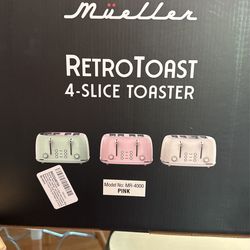 Mueller
RETROTOAST
4-SLICE TOASTER
Model No: MR-4000
PINK